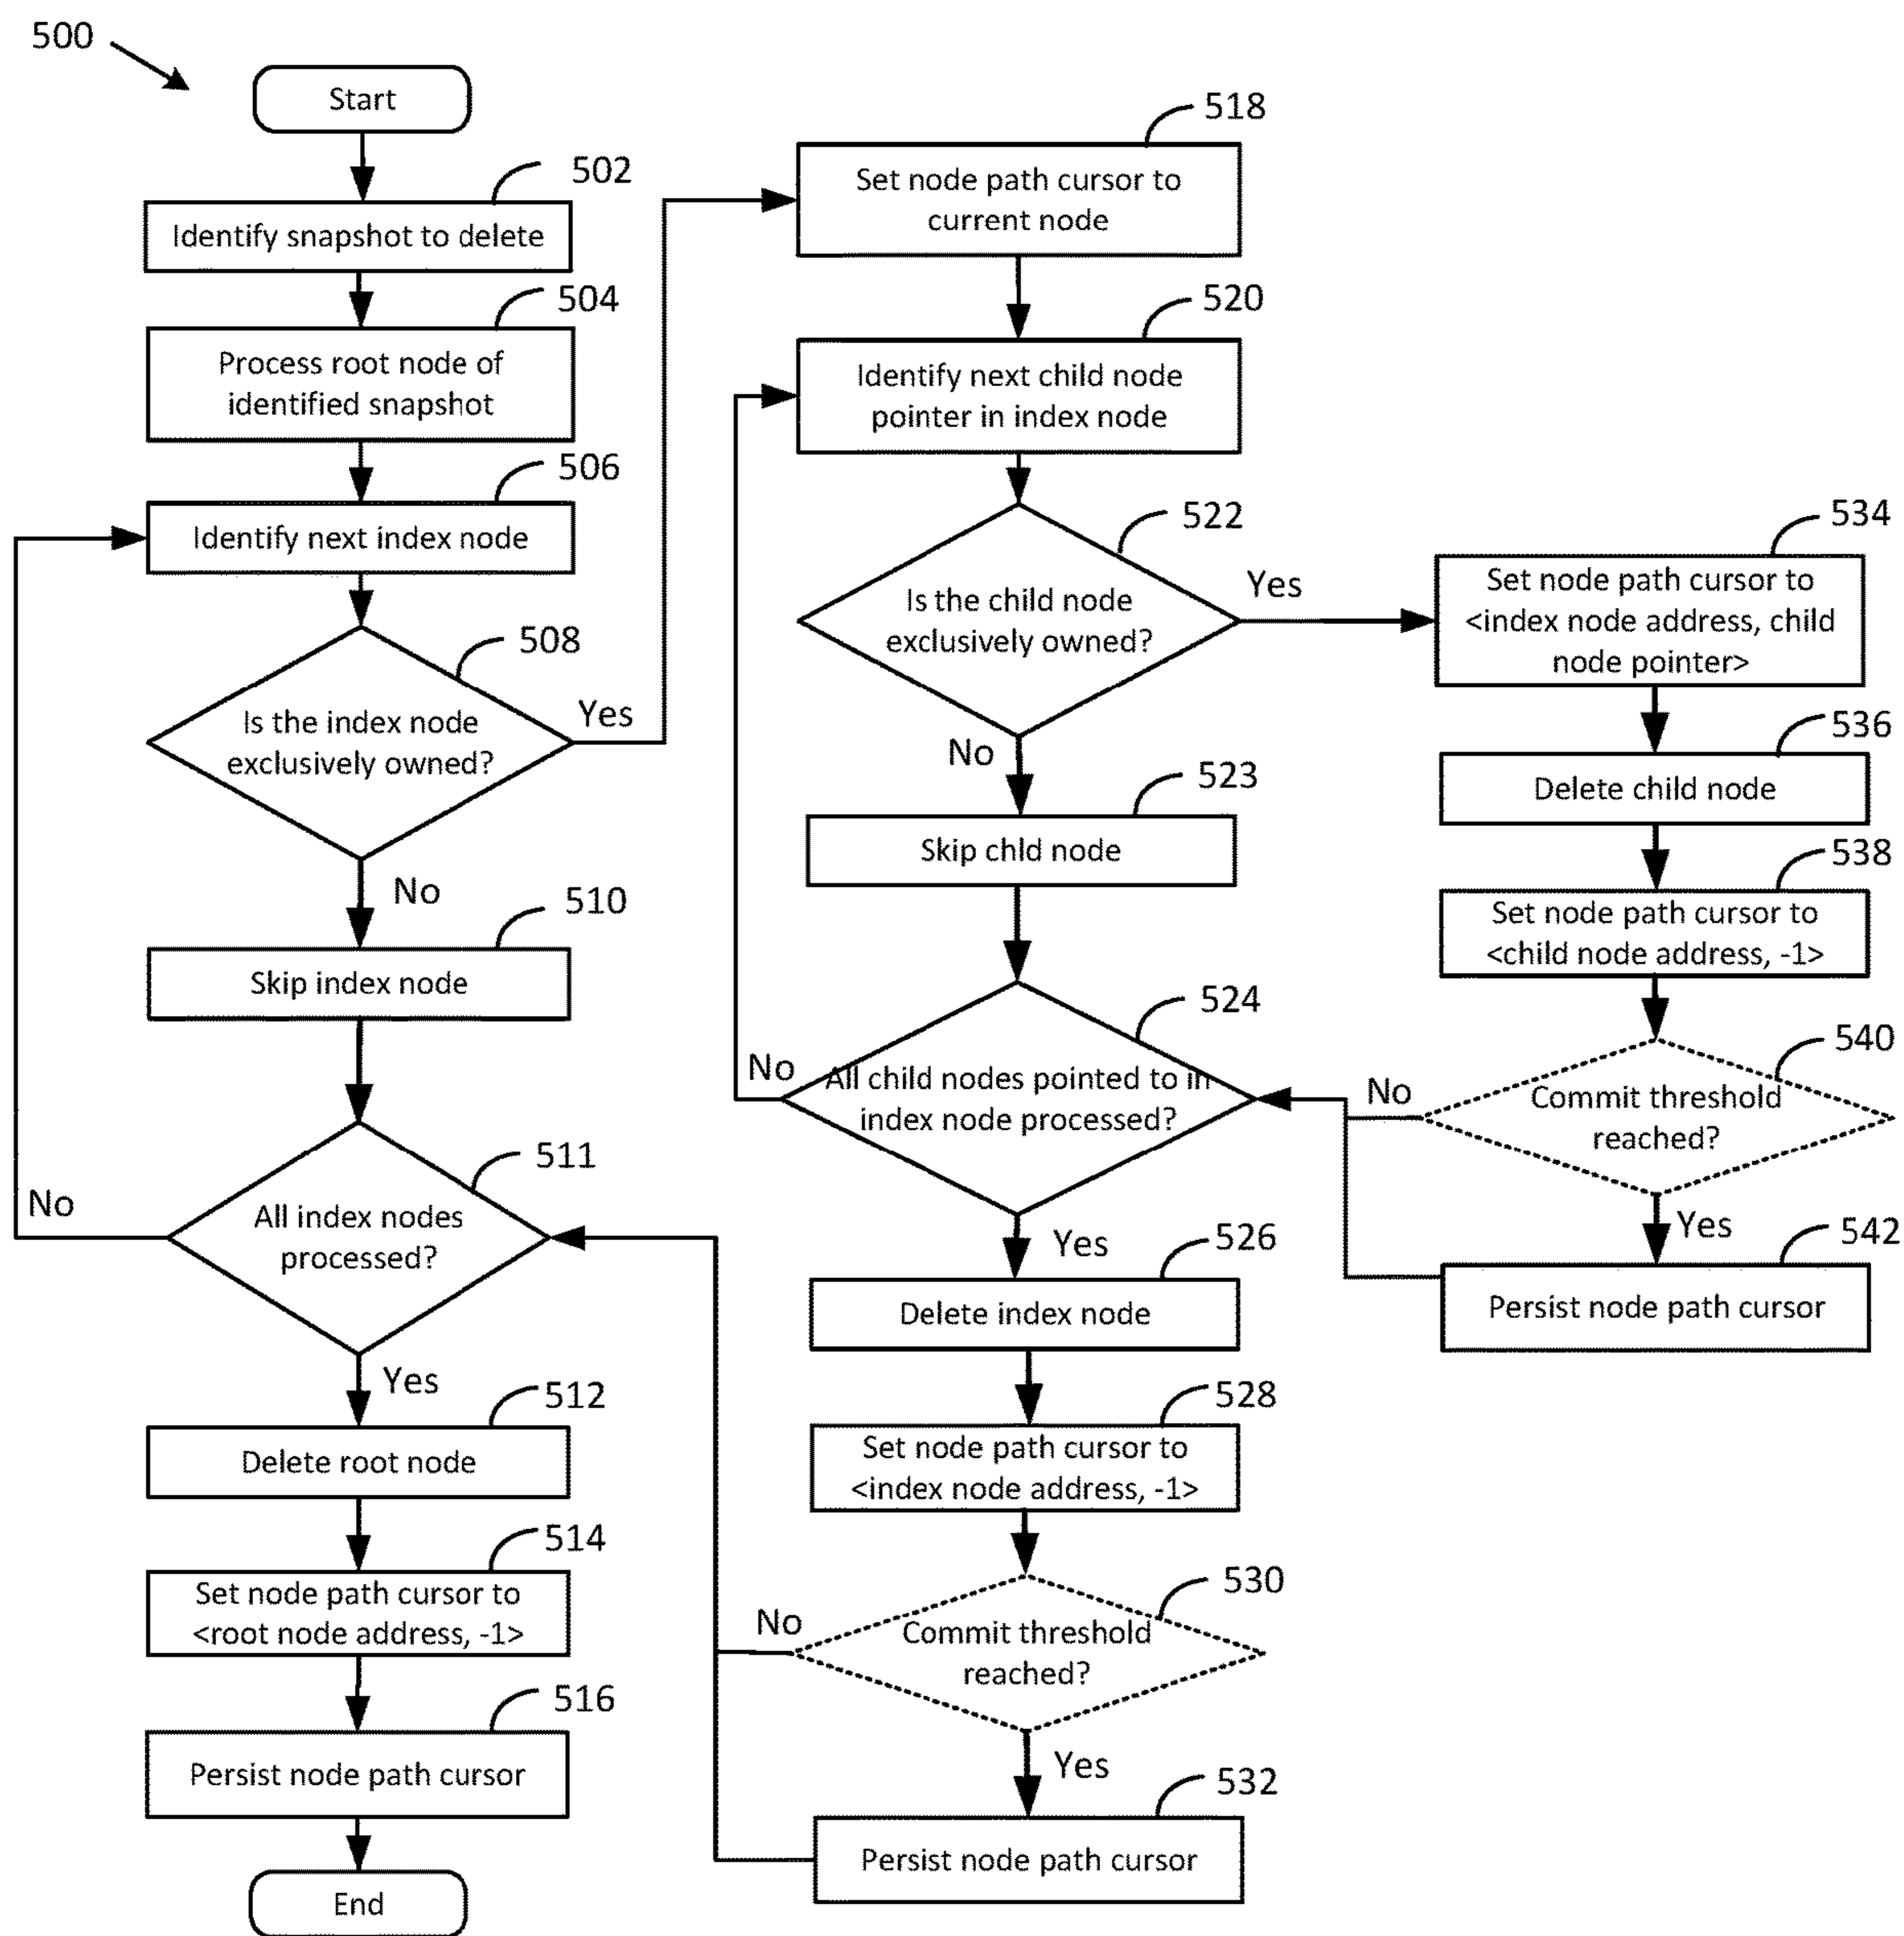 500
Start
502
Identify snapshot to delete
504
Process root node of
identified snapshot
506
Identify next index node
508
Is the index node
exclusively owned?
Yes
No
510
Skip index node
511
All index nodes
processed?
No
Yes
512
Delete root node
514
Set node path cursor to
<root node address, -1>
516
Persist node path cursor
End
518
Set node path cursor to
current node
520
Identify next child node
pointer in index node
522
Is the child node
exclusively owned?
Yes
No
523
Skip chld node
524
All child nodes pointed to in
index node processed?
No
Yes
526
Delete index node
528
Set node path cursor to
<index node address, -1>
530
Commit threshold
reached?
No
Yes
532
Persist node path cursor
534
Set node path cursor to
<index node address, child
node pointer>
536
Delete child node
538
Set node path cursor to
<child node address, -1>
540
Commit threshold
reached?
No
Yes
542
Persist node path cursor